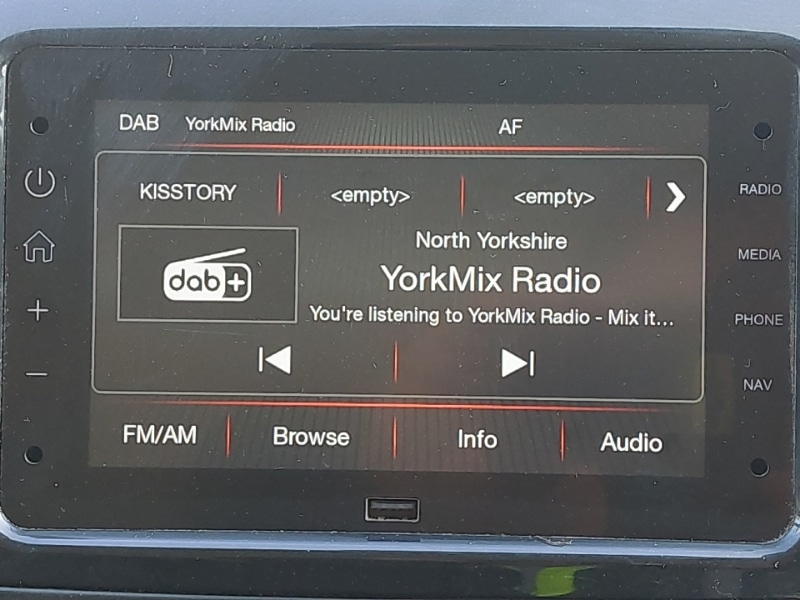 DAB YorkMix Radio AF
KISSTORY <empty> <empty>
RADIO
North Yorkshire
MEDIA
dab+
YorkMix Radio
You're listening to YorkMix Radio - Mix it...
PHONE
NAV
FM/AM Browse Info Audio